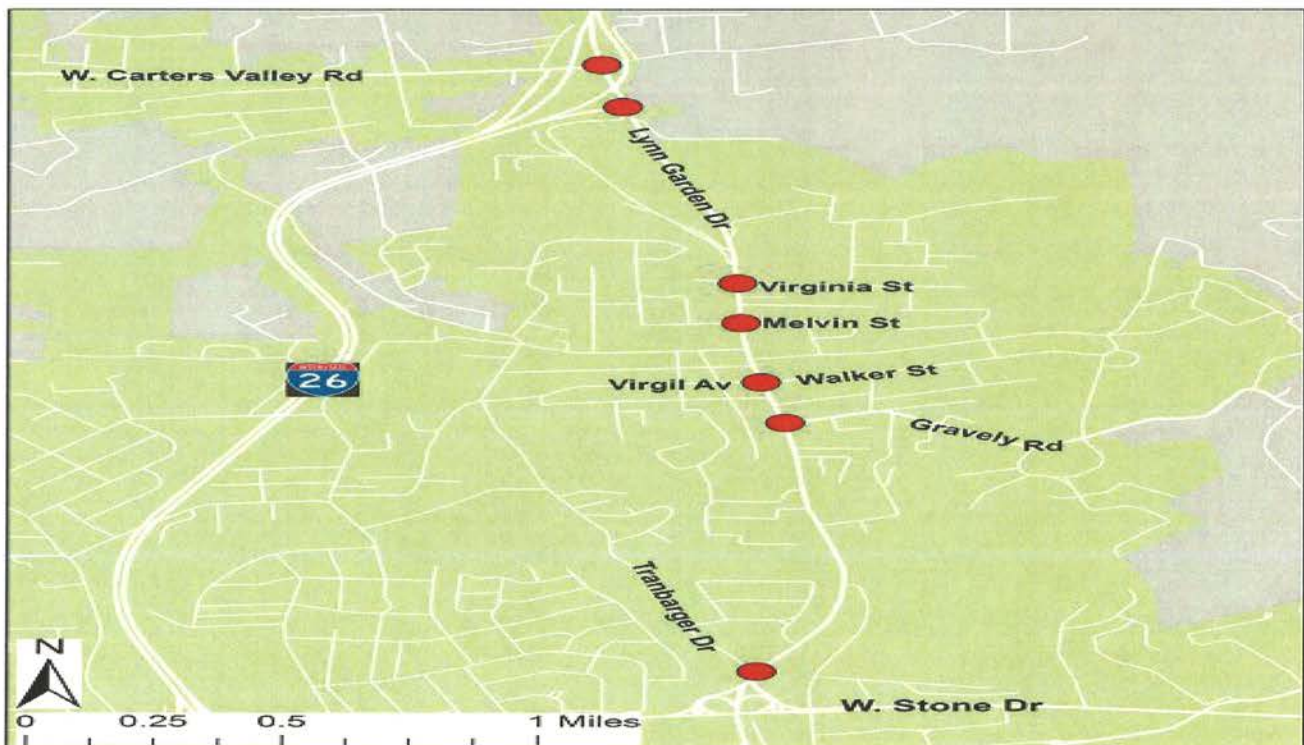 W. Carters Valley Rd
Lynn Garden Dr
Virginia St
Melvin St
26
Virgil Av
Walker St
Gravely Rd
Tranbarger Dr
N
W. Stone Dr
0 0.25 0.5 1 Miles